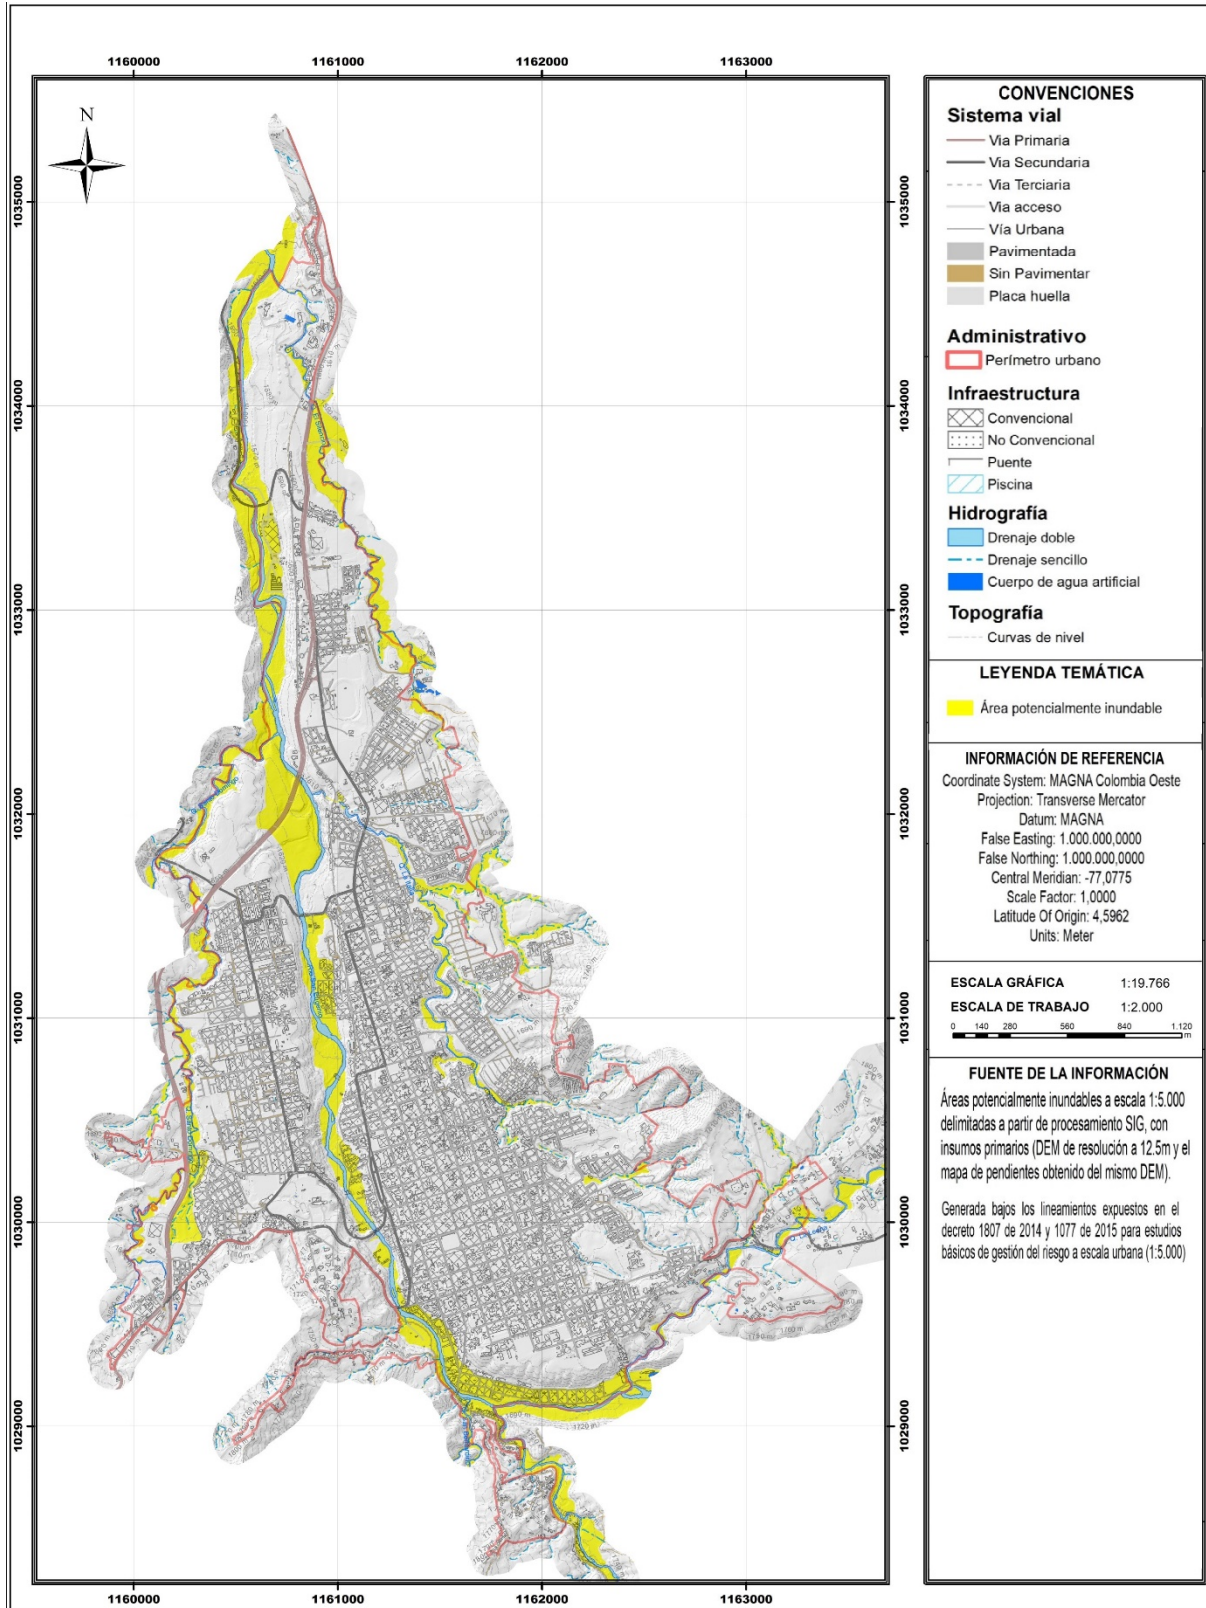 1160000
1161000
1162000
1163000
N
1035000
1034000
1033000
1032000
1031000
1030000
1029000
1035000
1034000
1033000
1032000
1031000
1030000
1029000
1160000
1161000
1162000
1163000
CONVENCIONES
Sistema vial
Via Primaria
Via Secundaria
Via Terciaria
Via acceso
Vía Urbana
Pavimentada
Sin Pavimentar
Placa huella
Administrativo
Perímetro urbano
Infraestructura
Convencional
No Convencional
Puente
Piscina
Hidrografía
Drenaje doble
Drenaje sencillo
Cuerpo de agua artificial
Topografía
Curvas de nivel
LEYENDA TEMÁTICA
Área potencialmente inundable
INFORMACIÓN DE REFERENCIA
Coordinate System: MAGNA Colombia Oeste
Projection: Transverse Mercator
Datum: MAGNA
False Easting: 1.000.000,0000
False Northing: 1.000.000,0000
Central Meridian: -77,0775
Scale Factor: 1,0000
Latitude Of Origin: 4,5962
Units: Meter
ESCALA GRÁFICA 1:19.766
ESCALA DE TRABAJO 1:2.000
0 140 280 560 840 1.120
m
FUENTE DE LA INFORMACIÓN
Áreas potencialmente inundables a escala 1:5.000
delimitadas a partir de procesamiento SIG, con
insumos primarios (DEM de resolución a 12.5m y el
mapa de pendientes obtenido del mismo DEM).
Generada bajos los lineamientos expuestos en el
decreto 1807 de 2014 y 1077 de 2015 para estudios
básicos de gestión del riesgo a escala urbana (1:5.000)